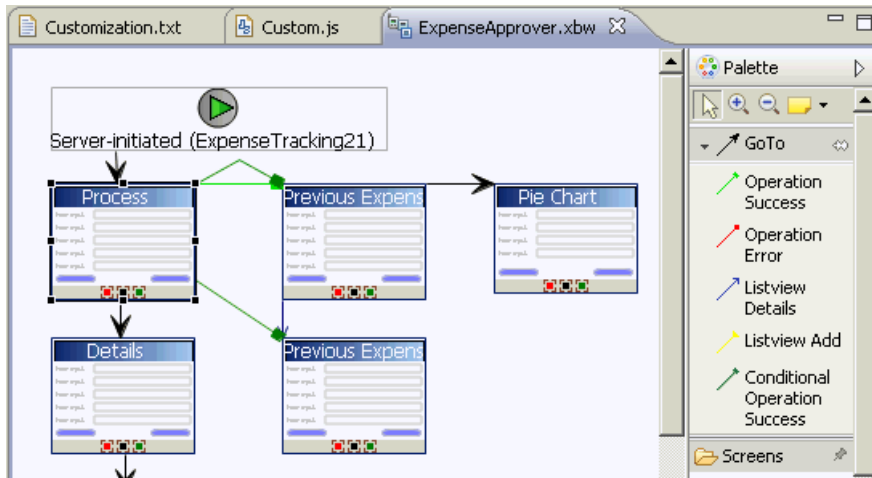 Customization.txt
Custom.js
ExpenseApprover.xbw
Palette
Server-initiated (ExpenseTracking21)
GoTo
Process
Previous Expens
Pie Chart
Operation
Success
Operation
Error
Listview
Details
Details
Previous Expens
Listview Add
Conditional
Operation
Success
Screens